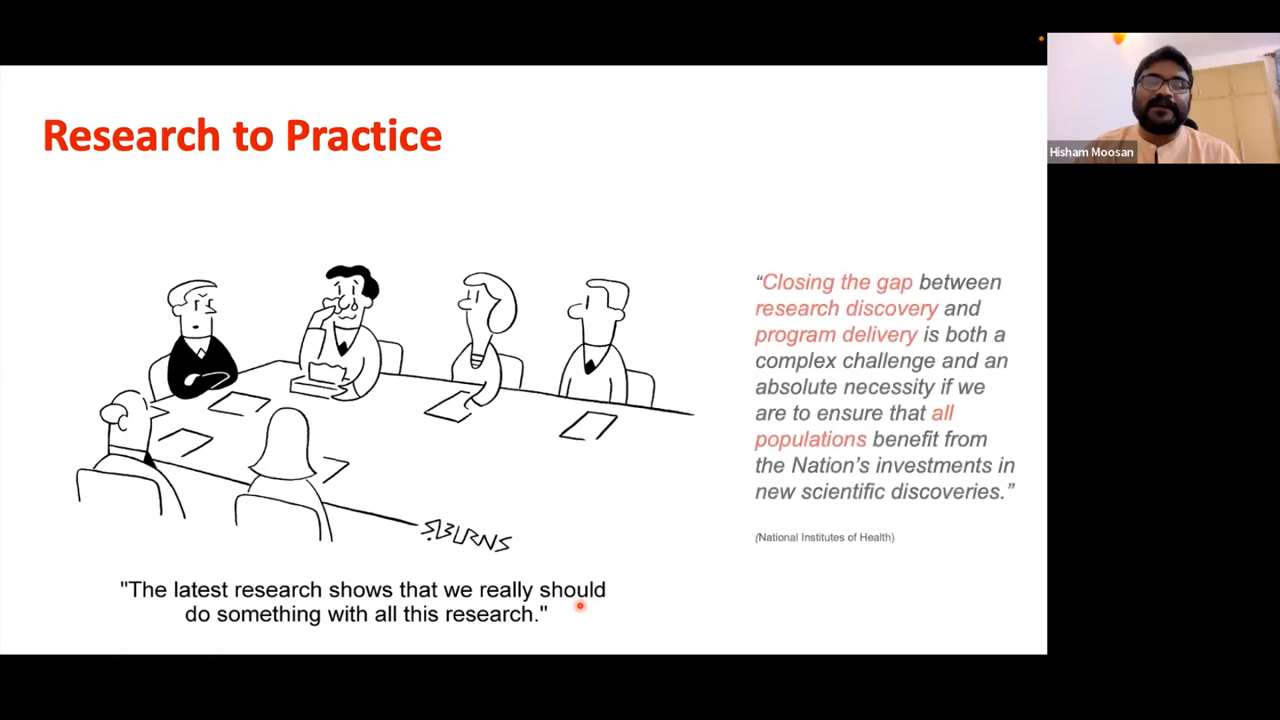 Research to Practice
Hisham Moosan
“Closing the gap between
research discovery and
program delivery is both a
complex challenge and an
absolute necessity if we
are to ensure that all
populations benefit from
the Nation’s investments in
new scientific discoveries.”
(National Institutes of Health)
S.BURNS
"The latest research shows that we really should
do something with all this research."